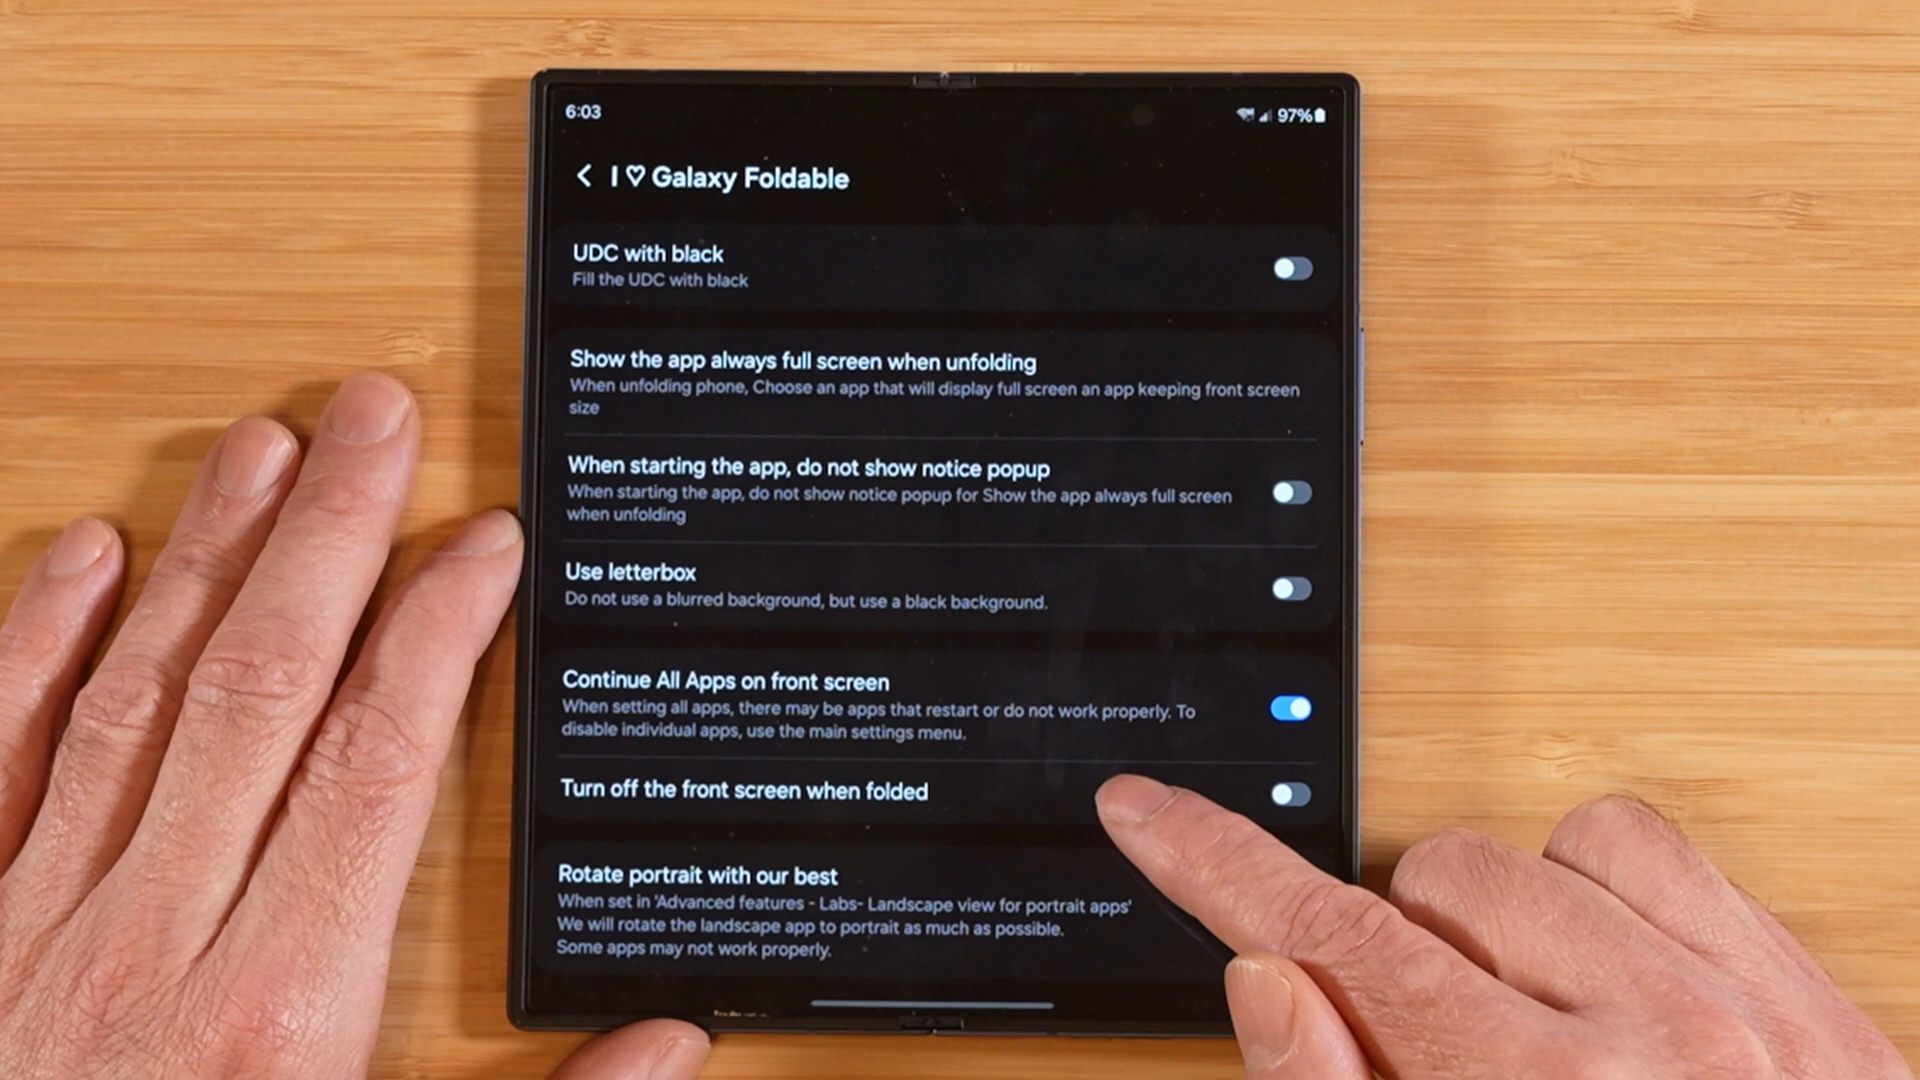 6:03
97%
I ♡ Galaxy Foldable
UDC with black
Fill the UDC with black
Show the app always full screen when unfolding
When unfolding phone, Choose an app that will display full screen an app keeping front screen
size
When starting the app, do not show notice popup
When starting the app, do not show notice popup for Show the app always full screen
when unfolding
Use letterbox
Do not use a blurred background, but use a black background.
Continue All Apps on front screen
When setting all apps, there may be apps that restart or do not work properly. To
disable individual apps, use the main settings menu.
Turn off the front screen when folded
Rotate portrait with our best
When set in 'Advanced features - Labs- Landscape view for portrait apps'
We will rotate the landscape app to portrait as much as possible.
Some apps may not work properly.